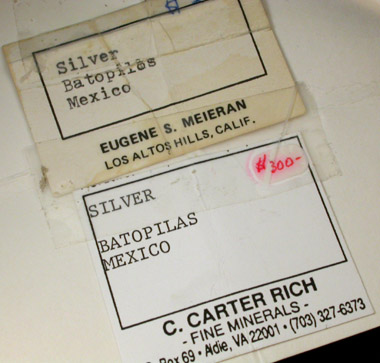 Silver
Batopilas
Mexico
EUGENE S. MEIERAN
LOS ALTOS HILLS, CALIF.
$300-
SILVER
BATOPILAS
MEXICO
C. CARTER RICH
- FINE MINERALS -
Box 69 • Aldie, VA 22001 • (703) 327-6373